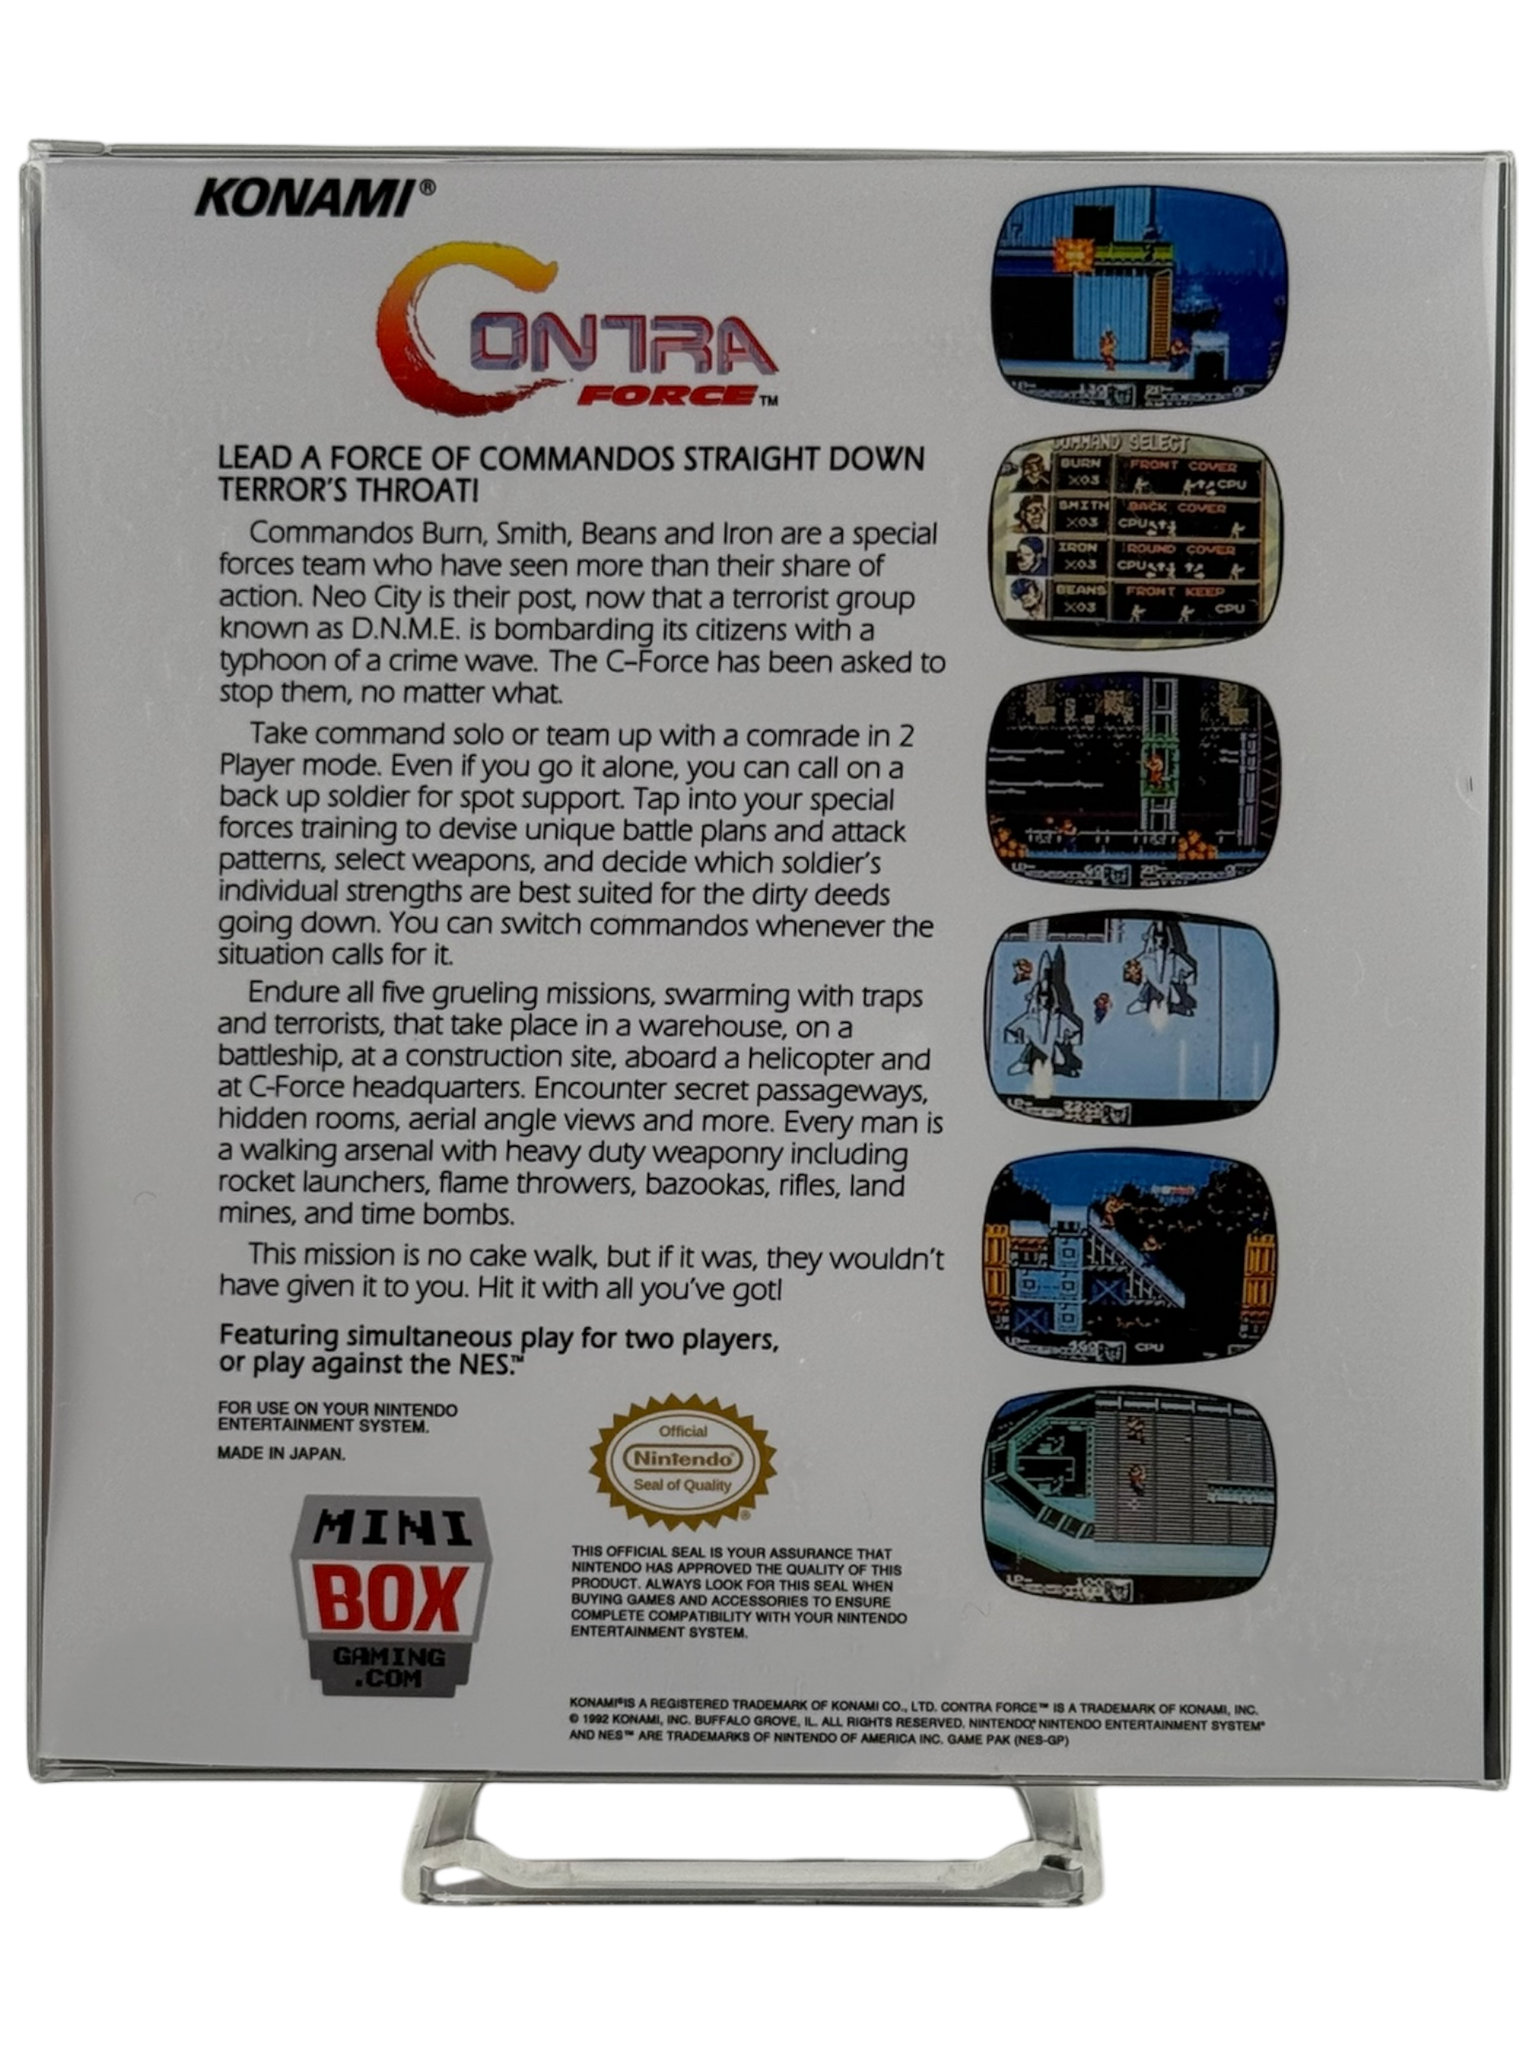 KONAMI®
CONTRA
FORCE™
LEAD A FORCE OF COMMANDOS STRAIGHT DOWN
TERROR'S THROAT!
Commandos Burn, Smith, Beans and Iron are a special
forces team who have seen more than their share of
action. Neo City is their post, now that a terrorist group
known as D.N.M.E. is bombarding its citizens with a
typhoon of a crime wave. The C-Force has been asked to
stop them, no matter what.
Take command solo or team up with a comrade in 2
Player mode. Even if you go it alone, you can call on a
back up soldier for spot support. Tap into your special
forces training to devise unique battle plans and attack
patterns, select weapons, and decide which soldier's
individual strengths are best suited for the dirty deeds
going down. You can switch commandos whenever the
situation calls for it.
Endure all five grueling missions, swarming with traps
and terrorists, that take place in a warehouse, on a
battleship, at a construction site, aboard a helicopter and
at C-Force headquarters. Encounter secret passageways,
hidden rooms, aerial angle views and more. Every man is
a walking arsenal with heavy duty weaponry including
rocket launchers, flame throwers, bazookas, rifles, land
mines, and time bombs.
This mission is no cake walk, but if it was, they wouldn't
have given it to you. Hit it with all you've got!
Featuring simultaneous play for two players,
or play against the NES.™
FOR USE ON YOUR NINTENDO
ENTERTAINMENT SYSTEM.
MADE IN JAPAN.
MINI
BOX
GAMING
.COM
Official
Nintendo®
Seal of Quality
®
THIS OFFICIAL SEAL IS YOUR ASSURANCE THAT
NINTENDO HAS APPROVED THE QUALITY OF THIS
PRODUCT. ALWAYS LOOK FOR THIS SEAL WHEN
BUYING GAMES AND ACCESSORIES TO ENSURE
COMPLETE COMPATIBILITY WITH YOUR NINTENDO
ENTERTAINMENT SYSTEM.
KONAMI® IS A REGISTERED TRADEMARK OF KONAMI CO., LTD. CONTRA FORCE™ IS A TRADEMARK OF KONAMI, INC.
© 1992 KONAMI, INC. BUFFALO GROVE, IL. ALL RIGHTS RESERVED. NINTENDO,® NINTENDO ENTERTAINMENT SYSTEM®
AND NES™ ARE TRADEMARKS OF NINTENDO OF AMERICA INC. GAME PAK (NES-GP)
COMMAND SELECT
BURN FRONT COVER
X03 CPU
SMITH BACK COVER
X03 CPU
IRON ROUND COVER
X03 CPU
BEANS FRONT KEEP
X03 CPU
CPU